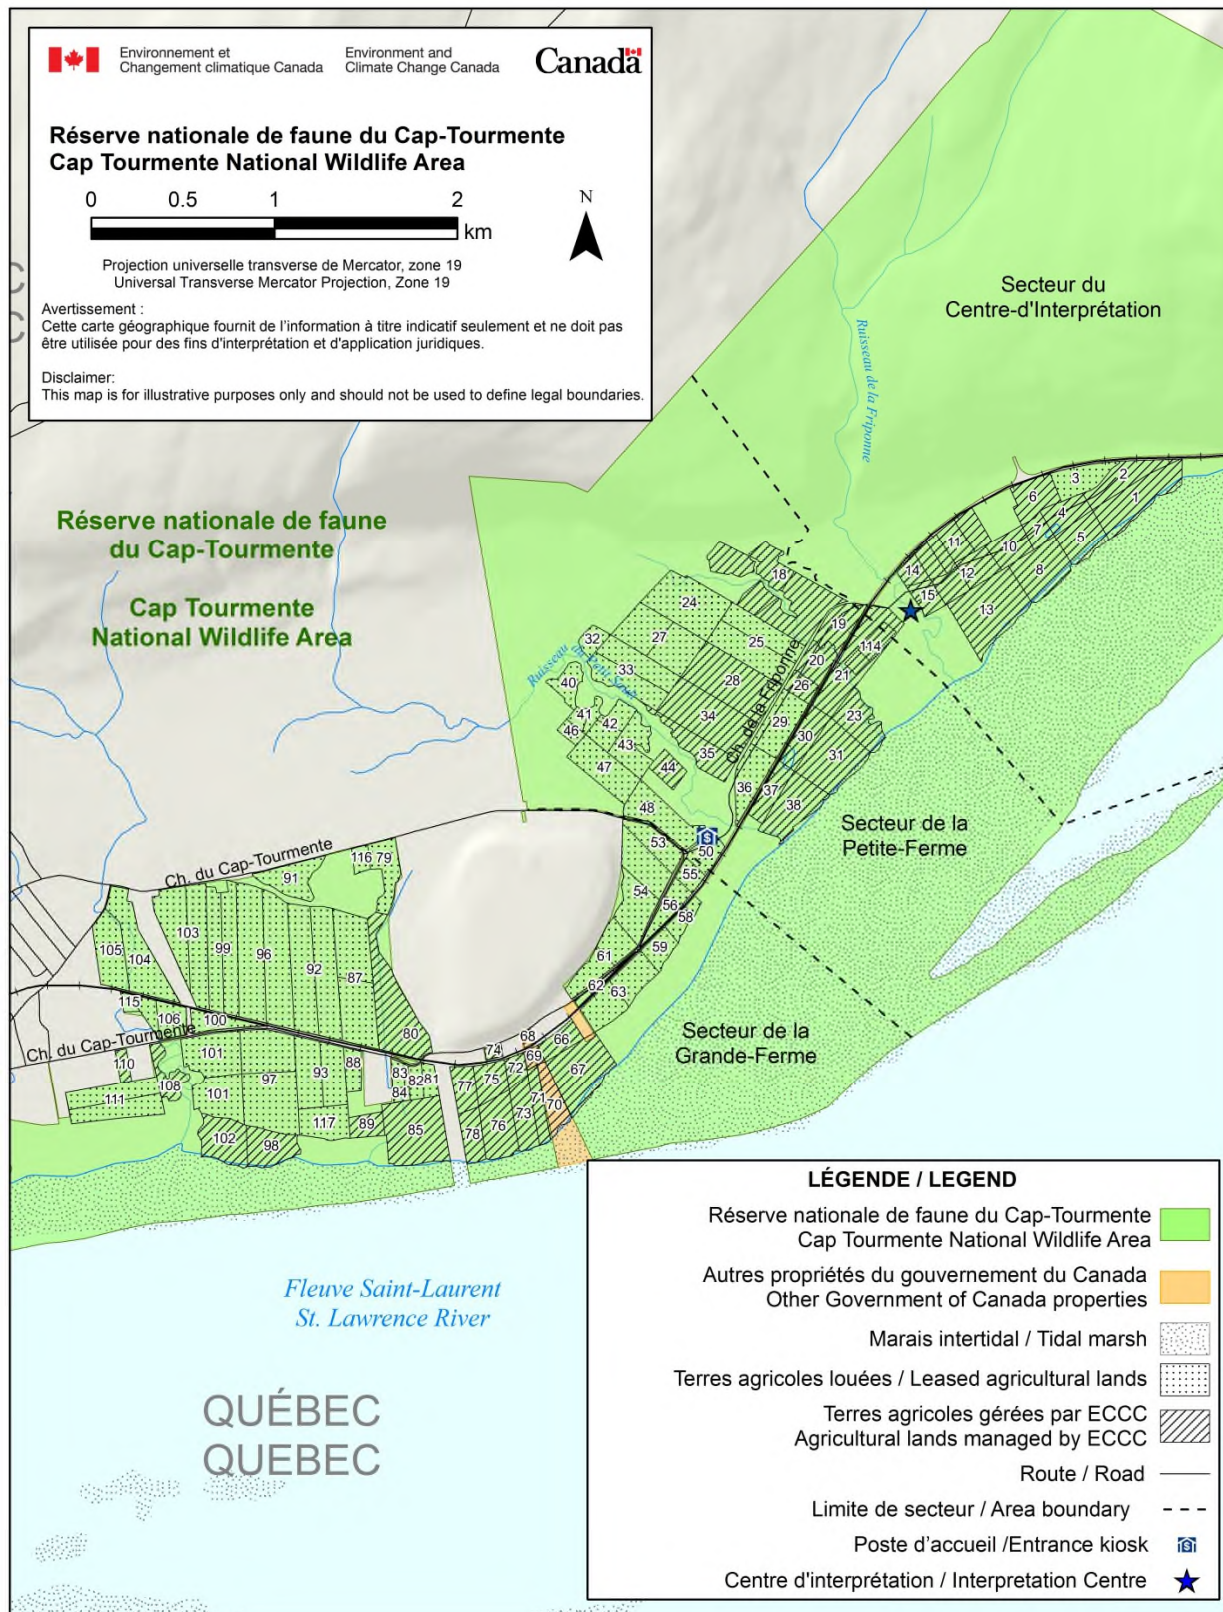 Environnement et
Changement climatique Canada
Environment and
Climate Change Canada
Canada
Réserve nationale de faune du Cap-Tourmente
Cap Tourmente National Wildlife Area
0 0.5 1 2
km
N
Projection universelle transverse de Mercator, zone 19
Universal Transverse Mercator Projection, Zone 19
Avertissement :
Cette carte géographique fournit de l'information à titre indicatif seulement et ne doit pas
être utilisée pour des fins d'interprétation et d'application juridiques.
Disclaimer:
This map is for illustrative purposes only and should not be used to define legal boundaries.
C
C
Secteur du
Centre-d'Interprétation
Ruisseau de la Friponne
Réserve nationale de faune
du Cap-Tourmente
Cap Tourmente
National Wildlife Area
3
2
6
1
4
7
5
11
10
8
14
12
15
13
18
24
19
32
27
25
114
33
20
21
28
26
40
23
34
29
41
42
30
46
43
35
31
47
44
36
37
38
48
53
50
55
54
56
58
59
61
62
63
Ruisseau du Petit Sault
Ch. de la Friponne
Secteur de la
Petite-Ferme
Ch. du Cap-Tourmente
116
79
91
103
99
96
92
87
105
104
115
106
100
80
Ch. du Cap-Tourmente
101
110
108
97
93
88
111
101
117
89
102
98
83
82
81
84
85
77
75
74
72
68
69
66
67
71
70
73
76
78
Secteur de la
Grande-Ferme
Fleuve Saint-Laurent
St. Lawrence River
QUÉBEC
QUEBEC
LÉGENDE / LEGEND
Réserve nationale de faune du Cap-Tourmente
Cap Tourmente National Wildlife Area
Autres propriétés du gouvernement du Canada
Other Government of Canada properties
Marais intertidal / Tidal marsh
Terres agricoles louées / Leased agricultural lands
Terres agricoles gérées par ECCC
Agricultural lands managed by ECCC
Route / Road
Limite de secteur / Area boundary
Poste d'accueil /Entrance kiosk
Centre d'interprétation / Interpretation Centre